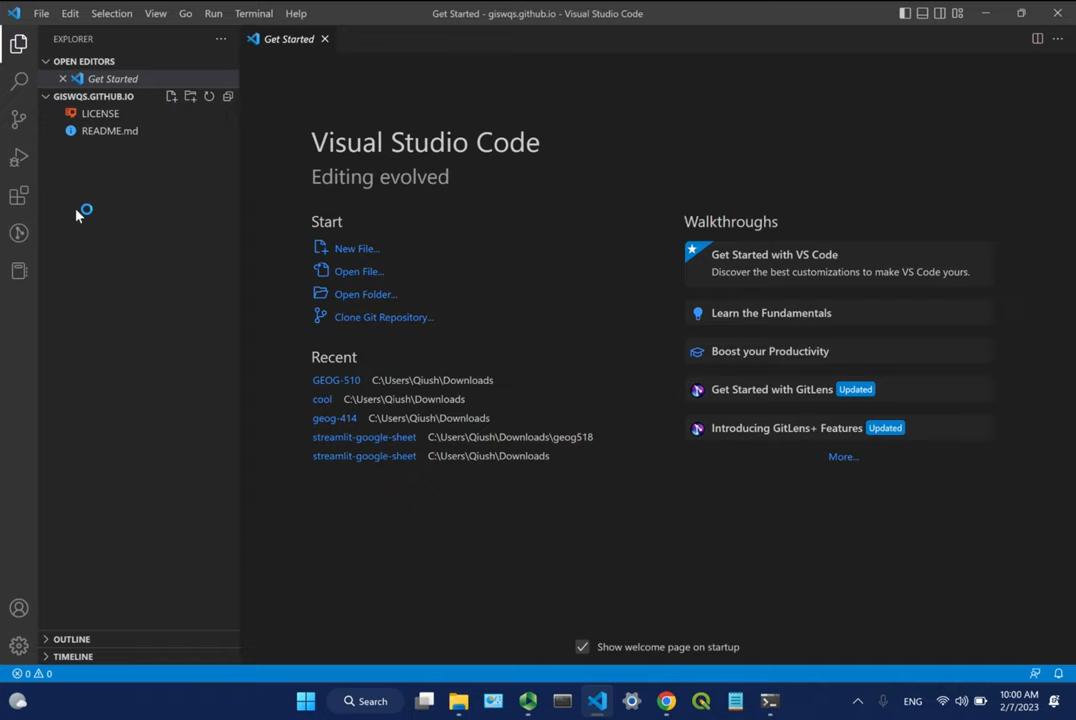 File Edit Selection View Go Run Terminal Help
Get Started - giswqs.github.io - Visual Studio Code
EXPLORER
OPEN EDITORS
Get Started
GISWQS.GITHUB.IO
LICENSE
README.md
OUTLINE
TIMELINE
Get Started
Visual Studio Code
Editing evolved
Start
New File...
Open File...
Open Folder...
Clone Git Repository...
Recent
GEOG-510 C:\Users\Qiush\Downloads
cool C:\Users\Qiush\Downloads
geog-414 C:\Users\Qiush\Downloads
streamlit-google-sheet C:\Users\Qiush\Downloads\geog518
streamlit-google-sheet C:\Users\Qiush\Downloads
Walkthroughs
Get Started with VS Code
Discover the best customizations to make VS Code yours.
Learn the Fundamentals
Boost your Productivity
Get Started with GitLens Updated
Introducing GitLens+ Features Updated
More...
Show welcome page on startup
0 0
Search
ENG
10:00 AM
2/7/2023